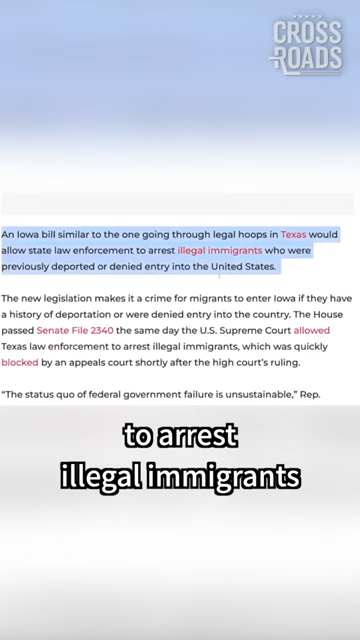 CROSS
ROADS
An Iowa bill similar to the one going through legal hoops in Texas would
allow state law enforcement to arrest illegal immigrants who were
previously deported or denied entry into the United States.
The new legislation makes it a crime for migrants to enter Iowa if they have
a history of deportation or were denied entry into the country. The House
passed Senate File 2340 the same day the U.S. Supreme Court allowed
Texas law enforcement to arrest illegal immigrants, which was quickly
blocked by an appeals court shortly after the high court's ruling.
“The status quo of federal government failure is unsustainable,” Rep.
to arrest
illegal immigrants